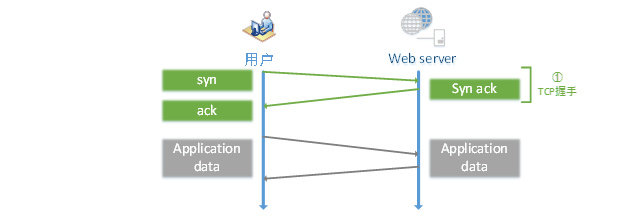 用户
Web server
syn
Syn ack
①
TCP握手
ack
Application
data
Application
data